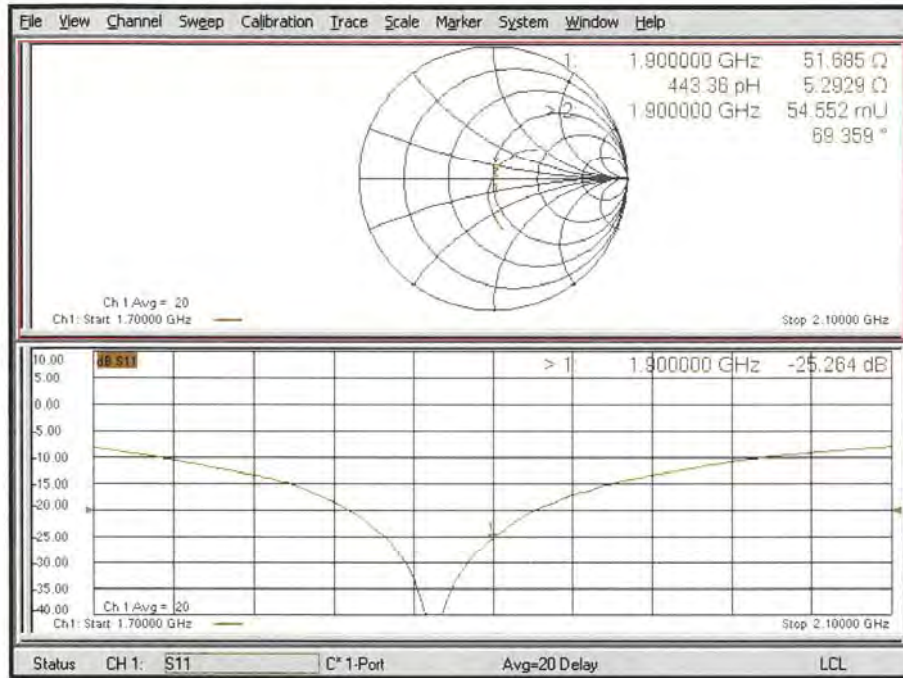 File View Channel Sweep Calibration Trace Scale Marker System Window Help
1: 1.900000 GHz 51.685 Ω
443.36 pH 5.2929 Ω
> 2: 1.900000 GHz 54.552 mU
69.359 °
Ch 1 Avg = 20
Ch1: Start 1.70000 GHz Stop 2.10000 GHz
10.00 dB S11 > 1: 1.900000 GHz -25.264 dB
5.00
0.00
-5.00
-10.00
-15.00
-20.00
1
-25.00
-30.00
-35.00
-40.00 Ch 1 Avg = 20
Ch1: Start 1.70000 GHz Stop 2.10000 GHz
Status CH 1: S11 C* 1-Port Avg=20 Delay LCL